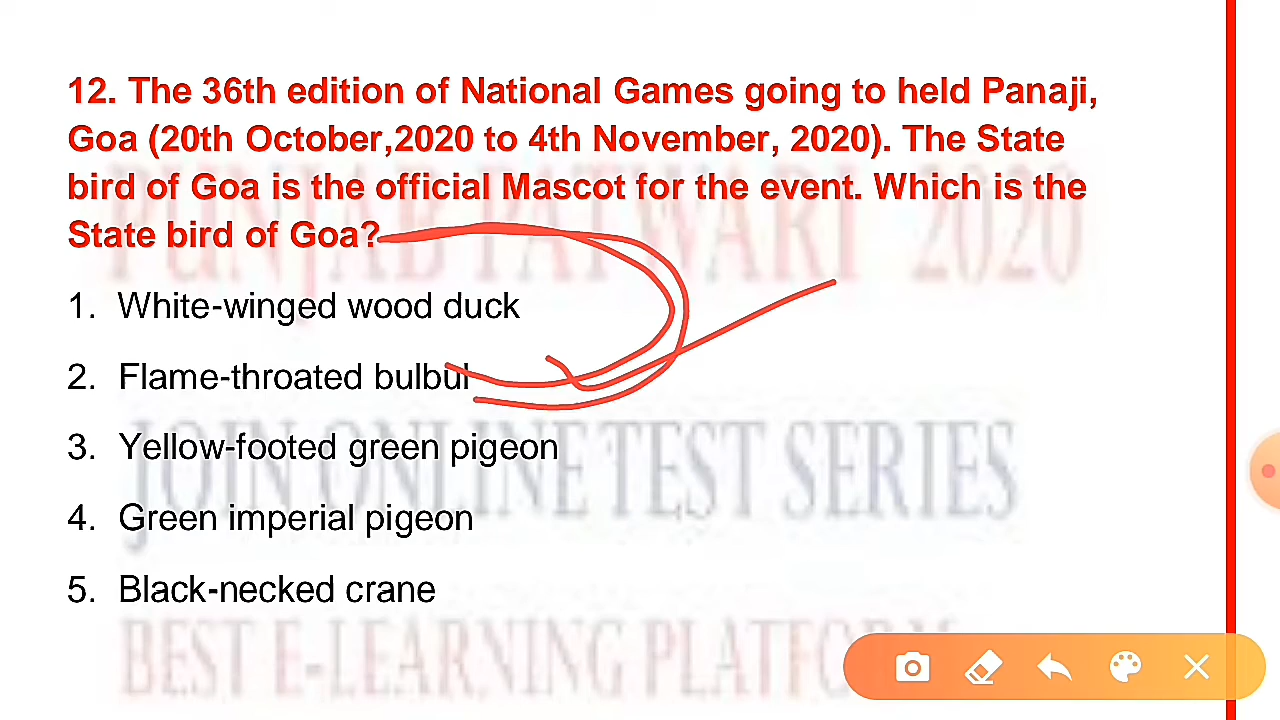 12. The 36th edition of National Games going to held Panaji,
Goa (20th October,2020 to 4th November, 2020). The State
bird of Goa is the official Mascot for the event. Which is the
State bird of Goa?
PUNJAB PATWARI 2020
1. White-winged wood duck
2. Flame-throated bulbul
3. Yellow-footed green pigeon
JOIN ONLINE TEST SERIES
4. Green imperial pigeon
5. Black-necked crane
BEST E-LEARNING PLATFORM